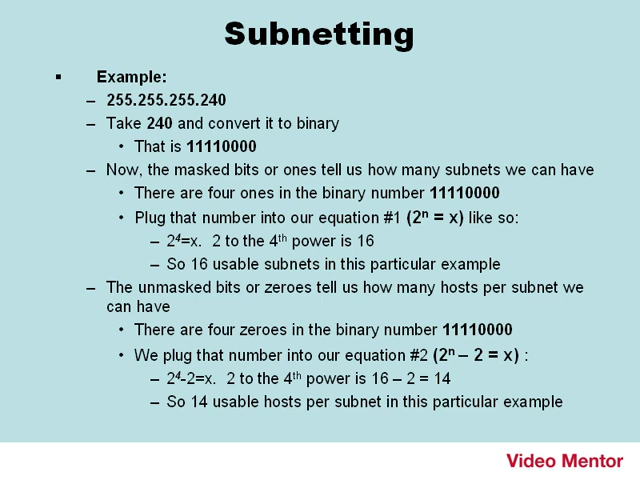 Subnetting
▪ Example:
– 255.255.255.240
– Take 240 and convert it to binary
• That is 11110000
– Now, the masked bits or ones tell us how many subnets we can have
• There are four ones in the binary number 11110000
• Plug that number into our equation #1 (2ⁿ = x) like so:
– 2⁴=x. 2 to the 4th power is 16
– So 16 usable subnets in this particular example
– The unmasked bits or zeroes tell us how many hosts per subnet we
can have
• There are four zeroes in the binary number 11110000
• We plug that number into our equation #2 (2ⁿ – 2 = x) :
– 2⁴-2=x. 2 to the 4th power is 16 – 2 = 14
– So 14 usable hosts per subnet in this particular example
Video Mentor